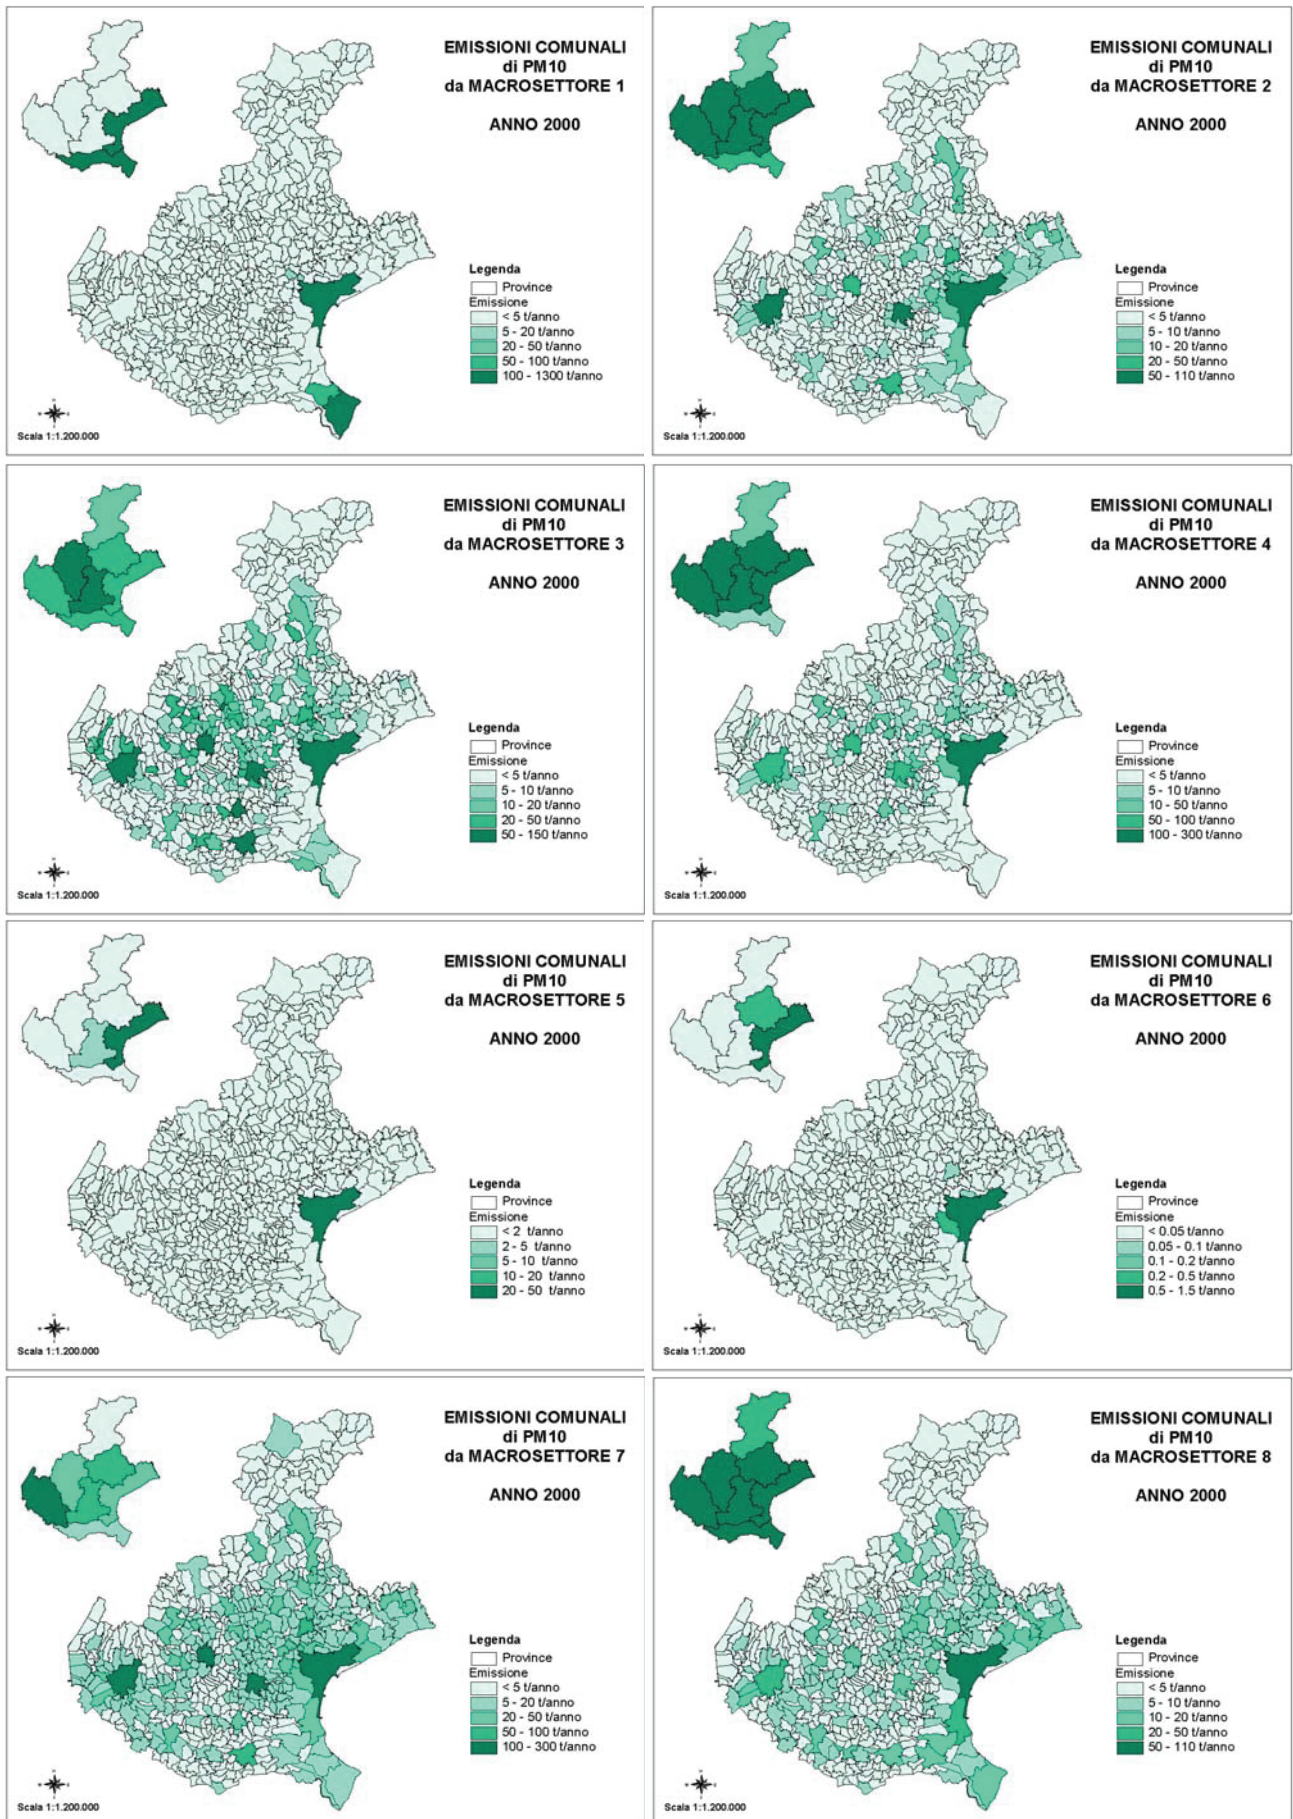 EMISSIONI COMUNALI
di PM10
da MACROSETTORE 1
ANNO 2000
Legenda
Province
Emissione
< 5 t/anno
5 - 20 t/anno
20 - 50 t/anno
50 - 100 t/anno
100 - 1300 t/anno
Scala 1:1.200.000
EMISSIONI COMUNALI
di PM10
da MACROSETTORE 2
ANNO 2000
Legenda
Province
Emissione
< 5 t/anno
5 - 10 t/anno
10 - 20 t/anno
20 - 50 t/anno
50 - 110 t/anno
Scala 1:1.200.000
EMISSIONI COMUNALI
di PM10
da MACROSETTORE 3
ANNO 2000
Legenda
Province
Emissione
< 5 t/anno
5 - 10 t/anno
10 - 20 t/anno
20 - 50 t/anno
50 - 150 t/anno
Scala 1:1.200.000
EMISSIONI COMUNALI
di PM10
da MACROSETTORE 4
ANNO 2000
Legenda
Province
Emissione
< 5 t/anno
5 - 10 t/anno
10 - 50 t/anno
50 - 100 t/anno
100 - 300 t/anno
Scala 1:1.200.000
EMISSIONI COMUNALI
di PM10
da MACROSETTORE 5
ANNO 2000
Legenda
Province
Emissione
< 2 t/anno
2 - 5 t/anno
5 - 10 t/anno
10 - 20 t/anno
20 - 50 t/anno
Scala 1:1.200.000
EMISSIONI COMUNALI
di PM10
da MACROSETTORE 6
ANNO 2000
Legenda
Province
Emissione
< 0.05 t/anno
0.05 - 0.1 t/anno
0.1 - 0.2 t/anno
0.2 - 0.5 t/anno
0.5 - 1.5 t/anno
Scala 1:1.200.000
EMISSIONI COMUNALI
di PM10
da MACROSETTORE 7
ANNO 2000
Legenda
Province
Emissione
< 5 t/anno
5 - 20 t/anno
20 - 50 t/anno
50 - 100 t/anno
100 - 300 t/anno
Scala 1:1.200.000
EMISSIONI COMUNALI
di PM10
da MACROSETTORE 8
ANNO 2000
Legenda
Province
Emissione
< 5 t/anno
5 - 10 t/anno
10 - 20 t/anno
20 - 50 t/anno
50 - 110 t/anno
Scala 1:1.200.000